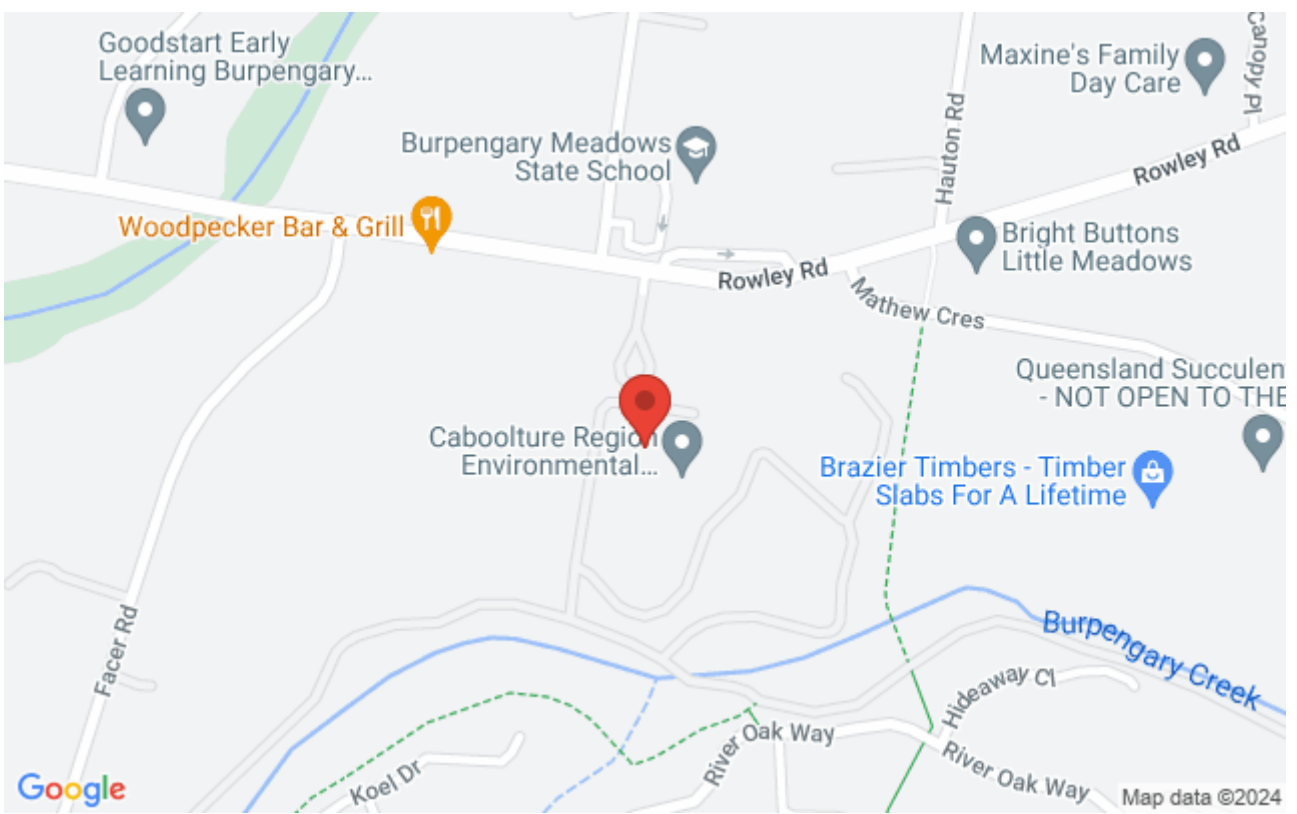 Goodstart Early
Learning Burpengary...
Maxine's Family
Day Care
Canopy Pl
Hauton Rd
Rowley Rd
Burpengary Meadows
State School
Woodpecker Bar & Grill
Bright Buttons
Little Meadows
Rowley Rd
Mathew Cres
Queensland Succulen
- NOT OPEN TO THE
Caboolture Region
Environmental...
Brazier Timbers - Timber
Slabs For A Lifetime
Facer Rd
Burpengary Creek
Hideaway Cl
River Oak Way
River Oak Way
Koel Dr
Google
Map data ©2024